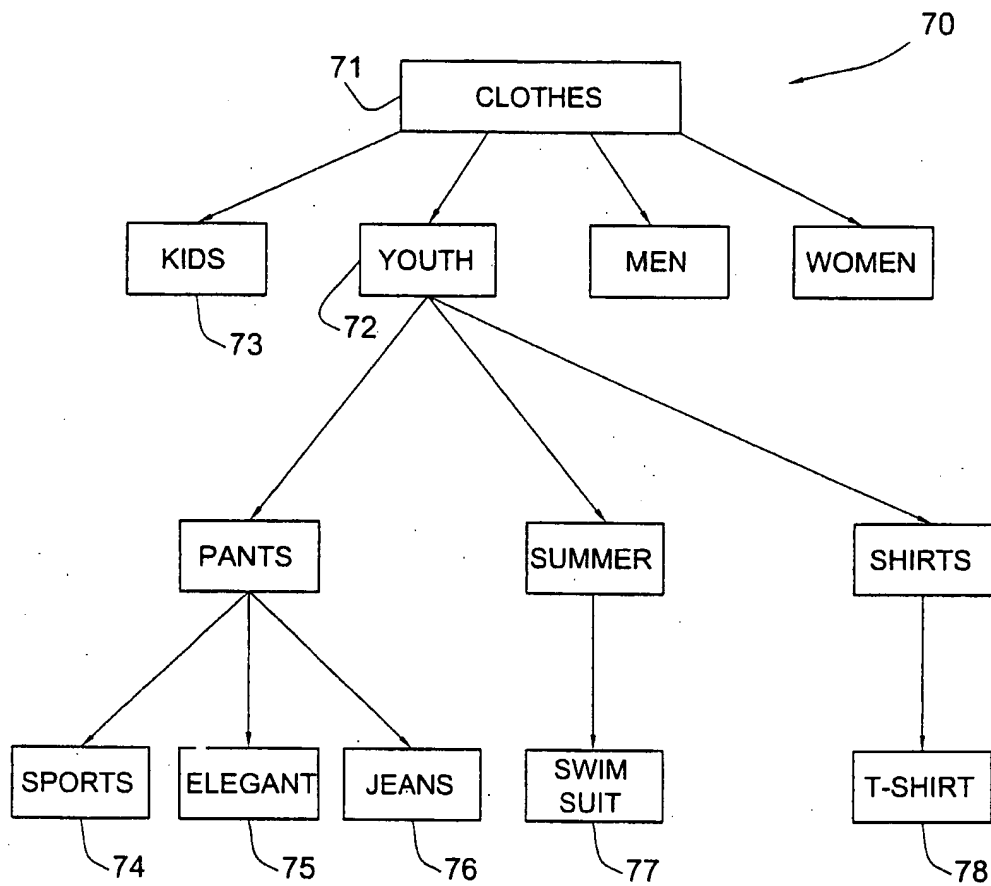 70
71
CLOTHES
KIDS
YOUTH
MEN
WOMEN
73
72
PANTS
SUMMER
SHIRTS
SPORTS
ELEGANT
JEANS
SWIM
SUIT
T-SHIRT
74
75
76
77
78